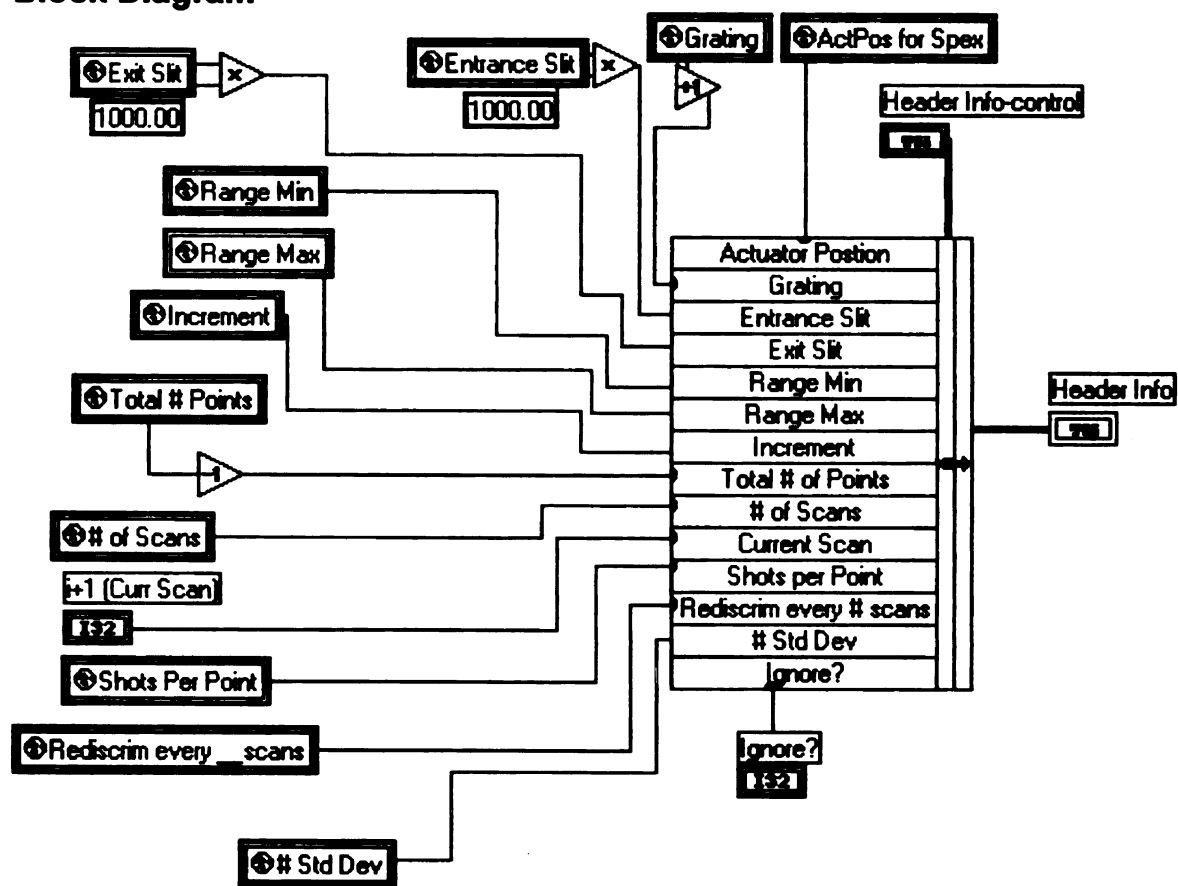 Block Diagram
Exit Slit
x
1000.00
Entrance Slit
x
1000.00
Grating
+1
ActPos for Spex
Header Info-control
Range Min
Range Max
Increment
Total # Points
-1
# of Scans
i+1 (Curr Scan)
I32
Shots Per Point
Rediscrim every __scans
# Std Dev
Actuator Postion
Grating
Entrance Slit
Exit Slit
Range Min
Range Max
Increment
Total # of Points
# of Scans
Current Scan
Shots per Point
Rediscrim every # scans
# Std Dev
Ignore?
Ignore?
I32
Header Info